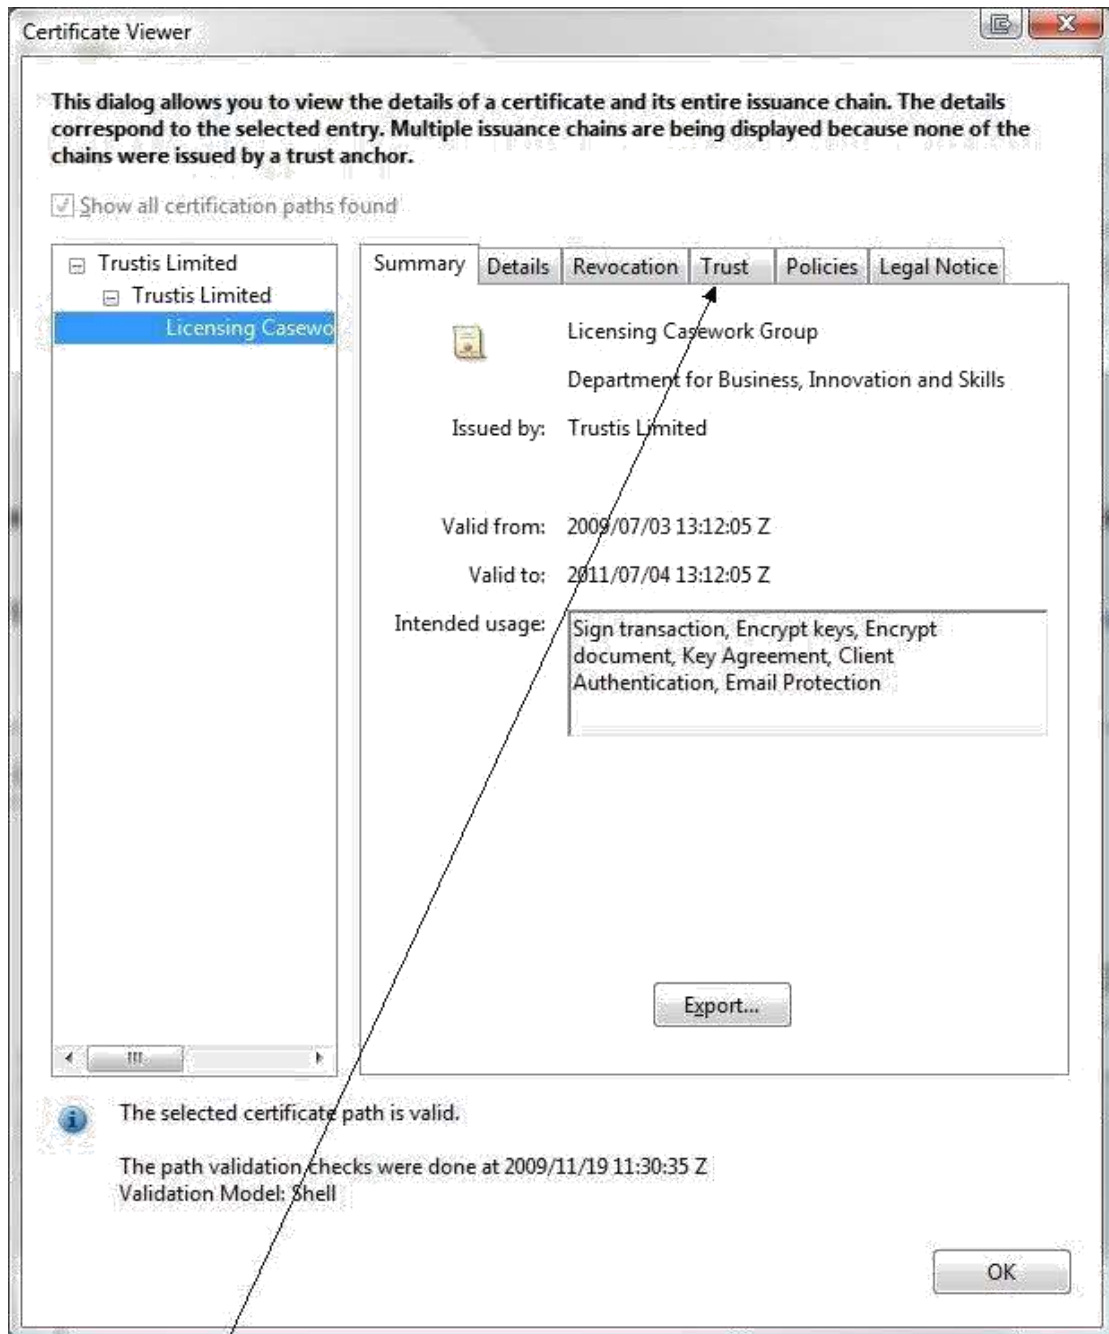 Certificate Viewer
This dialog allows you to view the details of a certificate and its entire issuance chain. The details
correspond to the selected entry. Multiple issuance chains are being displayed because none of the
chains were issued by a trust anchor.
Show all certification paths found
Trustis Limited
Trustis Limited
Licensing Casewo
Summary Details Revocation Trust Policies Legal Notice
Licensing Casework Group
Department for Business, Innovation and Skills
Issued by: Trustis Limited
Valid from: 2009/07/03 13:12:05 Z
Valid to: 2011/07/04 13:12:05 Z
Intended usage: Sign transaction, Encrypt keys, Encrypt
document, Key Agreement, Client
Authentication, Email Protection
Export...
The selected certificate path is valid.
The path validation checks were done at 2009/11/19 11:30:35 Z
Validation Model: Shell
OK